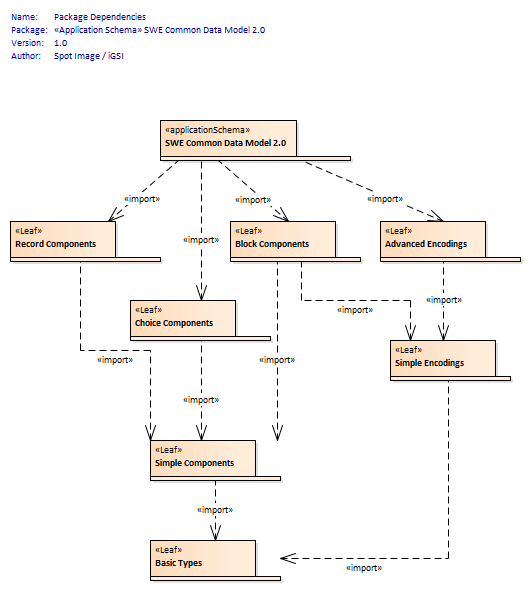 Name: Package Dependencies
Package: «Application Schema» SWE Common Data Model 2.0
Version: 1.0
Author: Spot Image / iGSI
«applicationSchema»
SWE Common Data Model 2.0
«import»
«import»
«import»
«import»
«Leaf»
Record Components
«Leaf»
Block Components
«Leaf»
Advanced Encodings
«import»
«Leaf»
Choice Components
«import»
«import»
«Leaf»
Simple Encodings
«import»
«import»
«import»
«Leaf»
Simple Components
«import»
«Leaf»
Basic Types
«import»